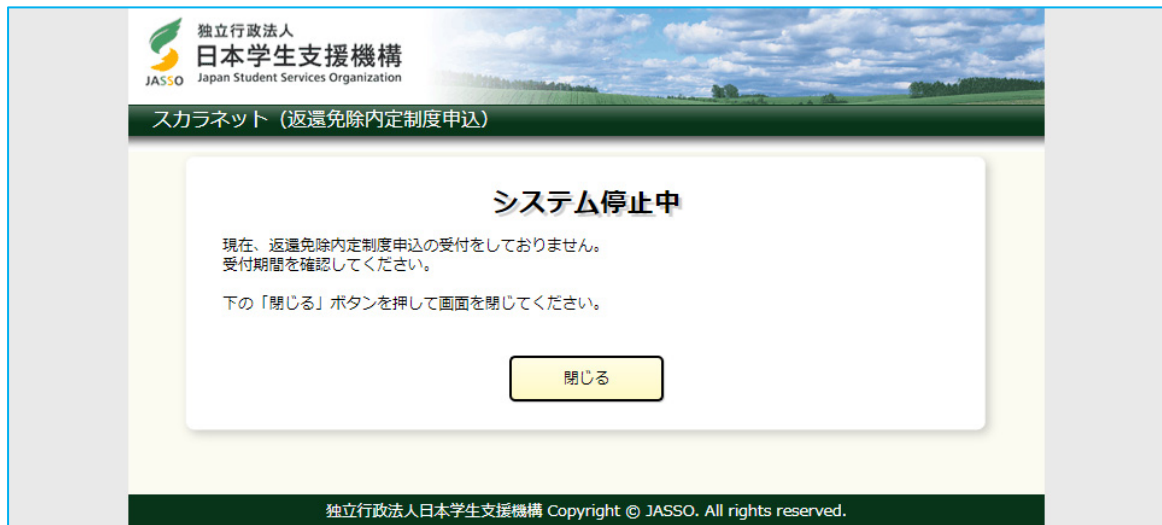 独立行政法人
日本学生支援機構
JASSO Japan Student Services Organization
スカラネット（返還免除内定制度申込）
システム停止中
現在、返還免除内定制度申込の受付をしておりません。
受付期間を確認してください。
下の「閉じる」ボタンを押して画面を閉じてください。
閉じる
独立行政法人日本学生支援機構 Copyright © JASSO. All rights reserved.